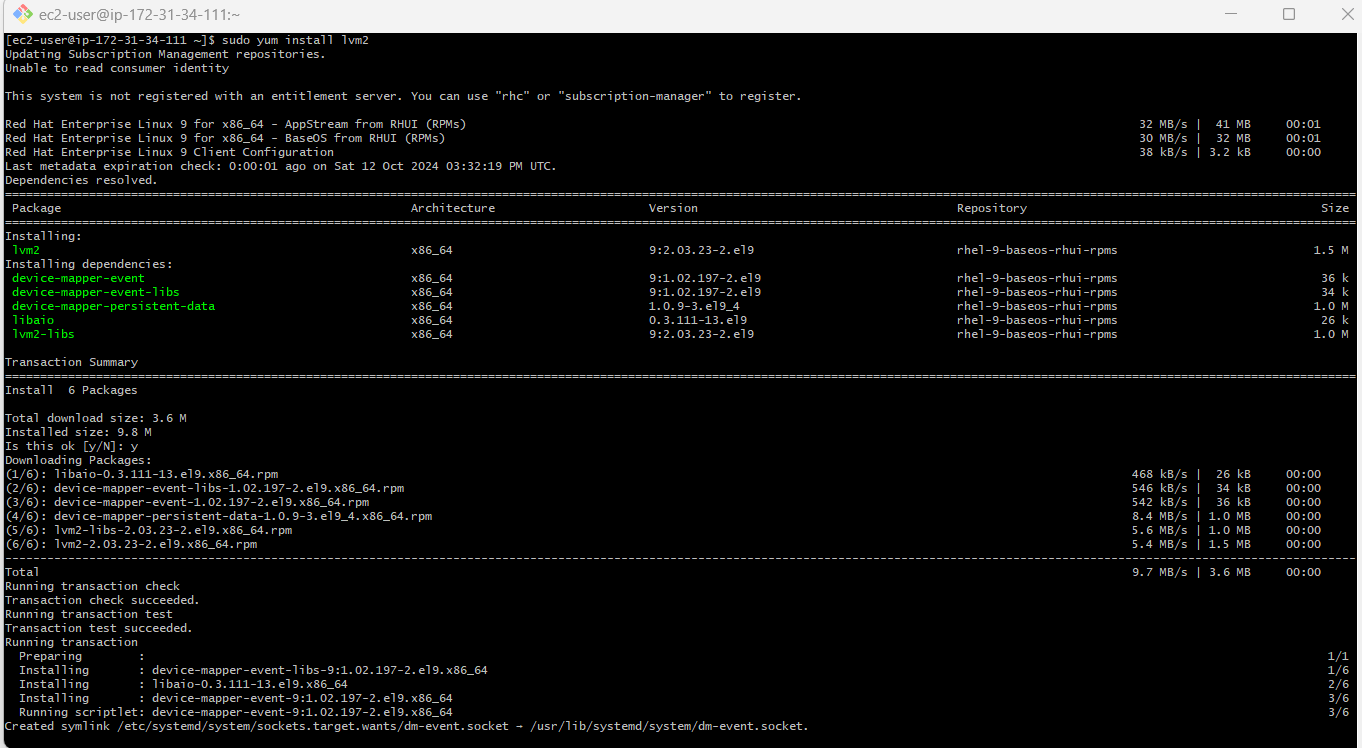 ec2-user@ip-172-31-34-111:~
[ec2-user@ip-172-31-34-111 ~]$ sudo yum install lvm2
Updating Subscription Management repositories.
Unable to read consumer identity
This system is not registered with an entitlement server. You can use "rhc" or "subscription-manager" to register.
Red Hat Enterprise Linux 9 for x86_64 - AppStream from RHUI (RPMs) 32 MB/s | 41 MB 00:01
Red Hat Enterprise Linux 9 for x86_64 - BaseOS from RHUI (RPMs) 30 MB/s | 32 MB 00:01
Red Hat Enterprise Linux 9 Client Configuration 38 kB/s | 3.2 kB 00:00
Last metadata expiration check: 0:00:01 ago on Sat 12 Oct 2024 03:32:19 PM UTC.
Dependencies resolved.
Package Architecture Version Repository Size
Installing:
lvm2 x86_64 9:2.03.23-2.el9 rhel-9-baseos-rhui-rpms 1.5 M
Installing dependencies:
device-mapper-event x86_64 9:1.02.197-2.el9 rhel-9-baseos-rhui-rpms 36 k
device-mapper-event-libs x86_64 9:1.02.197-2.el9 rhel-9-baseos-rhui-rpms 34 k
device-mapper-persistent-data x86_64 1.0.9-3.el9_4 rhel-9-baseos-rhui-rpms 1.0 M
libaio x86_64 0.3.111-13.el9 rhel-9-baseos-rhui-rpms 26 k
lvm2-libs x86_64 9:2.03.23-2.el9 rhel-9-baseos-rhui-rpms 1.0 M
Transaction Summary
Install 6 Packages
Total download size: 3.6 M
Installed size: 9.8 M
Is this ok [y/N]: y
Downloading Packages:
(1/6): libaio-0.3.111-13.el9.x86_64.rpm 468 kB/s | 26 kB 00:00
(2/6): device-mapper-event-libs-1.02.197-2.el9.x86_64.rpm 546 kB/s | 34 kB 00:00
(3/6): device-mapper-event-1.02.197-2.el9.x86_64.rpm 542 kB/s | 36 kB 00:00
(4/6): device-mapper-persistent-data-1.0.9-3.el9_4.x86_64.rpm 8.4 MB/s | 1.0 MB 00:00
(5/6): lvm2-libs-2.03.23-2.el9.x86_64.rpm 5.6 MB/s | 1.0 MB 00:00
(6/6): lvm2-2.03.23-2.el9.x86_64.rpm 5.4 MB/s | 1.5 MB 00:00
Total 9.7 MB/s | 3.6 MB 00:00
Running transaction check
Transaction check succeeded.
Running transaction test
Transaction test succeeded.
Running transaction
Preparing : 1/1
Installing : device-mapper-event-libs-9:1.02.197-2.el9.x86_64 1/6
Installing : libaio-0.3.111-13.el9.x86_64 2/6
Installing : device-mapper-event-9:1.02.197-2.el9.x86_64 3/6
Running scriptlet: device-mapper-event-9:1.02.197-2.el9.x86_64 3/6
Created symlink /etc/systemd/system/sockets.target.wants/dm-event.socket → /usr/lib/systemd/system/dm-event.socket.